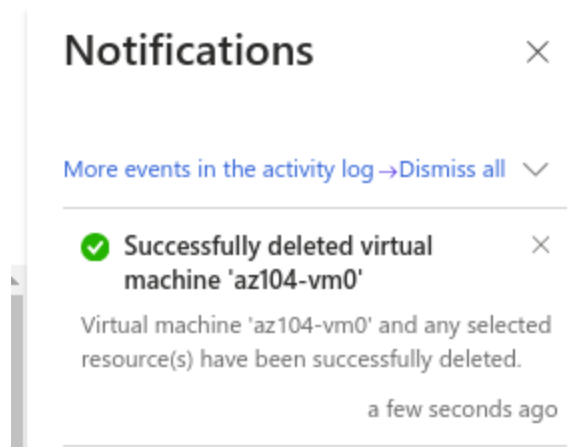 Notifications
More events in the activity log→Dismiss all
Successfully deleted virtual
machine 'az104-vm0'
Virtual machine 'az104-vm0' and any selected
resource(s) have been successfully deleted.
a few seconds ago